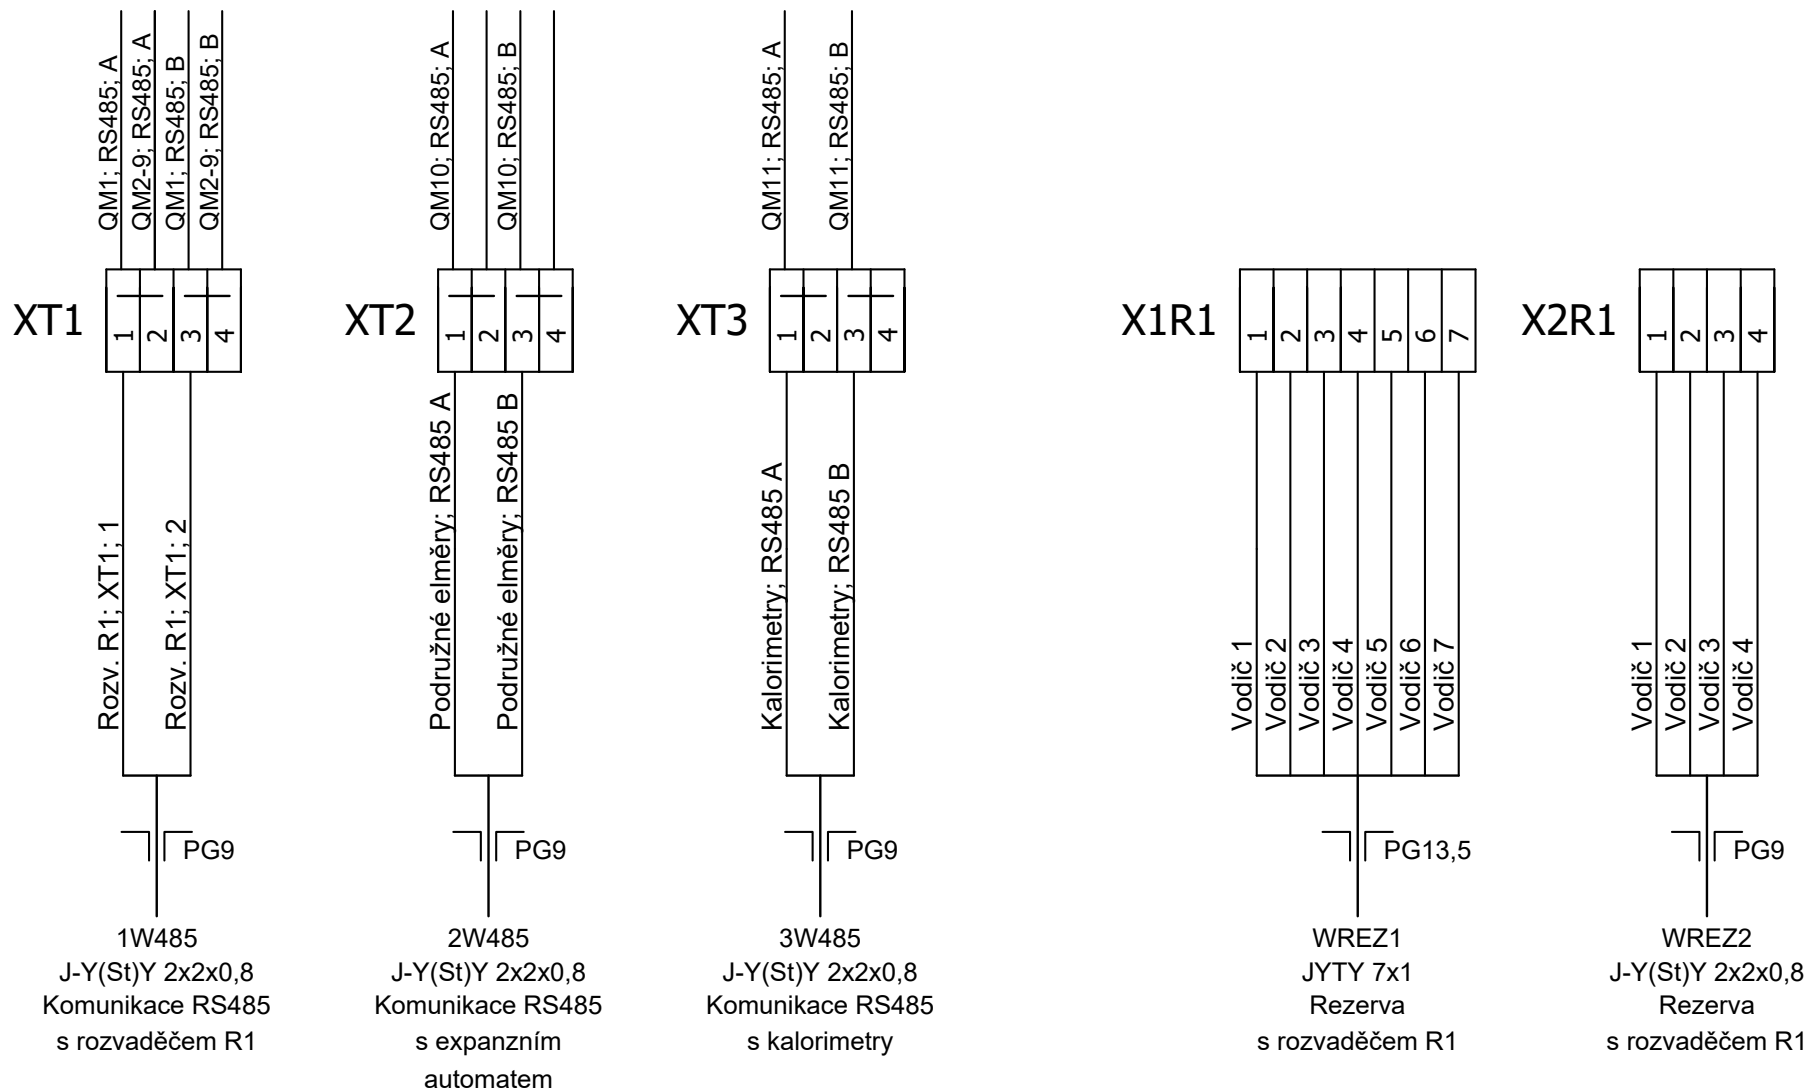 QM1; RS485; A
QM2-9; RS485; A
QM1; RS485; B
QM2-9; RS485; B
XT1
1
2
3
4
Rozv. R1; XT1; 1
Rozv. R1; XT1; 2
PG9
1W485
J-Y(St)Y 2x2x0,8
Komunikace RS485
s rozvaděčem R1
QM10; RS485; A
QM10; RS485; B
XT2
1
2
3
4
Podružné elměry; RS485 A
Podružné elměry; RS485 B
PG9
2W485
J-Y(St)Y 2x2x0,8
Komunikace RS485
s expanzním
automatem
QM11; RS485; A
QM11; RS485; B
XT3
1
2
3
4
Kalorimetry; RS485 A
Kalorimetry; RS485 B
PG9
3W485
J-Y(St)Y 2x2x0,8
Komunikace RS485
s kalorimetry
X1R1
1
2
3
4
5
6
7
Vodič 1
Vodič 2
Vodič 3
Vodič 4
Vodič 5
Vodič 6
Vodič 7
PG13,5
WREZ1
JYTY 7x1
Rezerva
s rozvaděčem R1
X2R1
1
2
3
4
Vodič 1
Vodič 2
Vodič 3
Vodič 4
PG9
WREZ2
J-Y(St)Y 2x2x0,8
Rezerva
s rozvaděčem R1